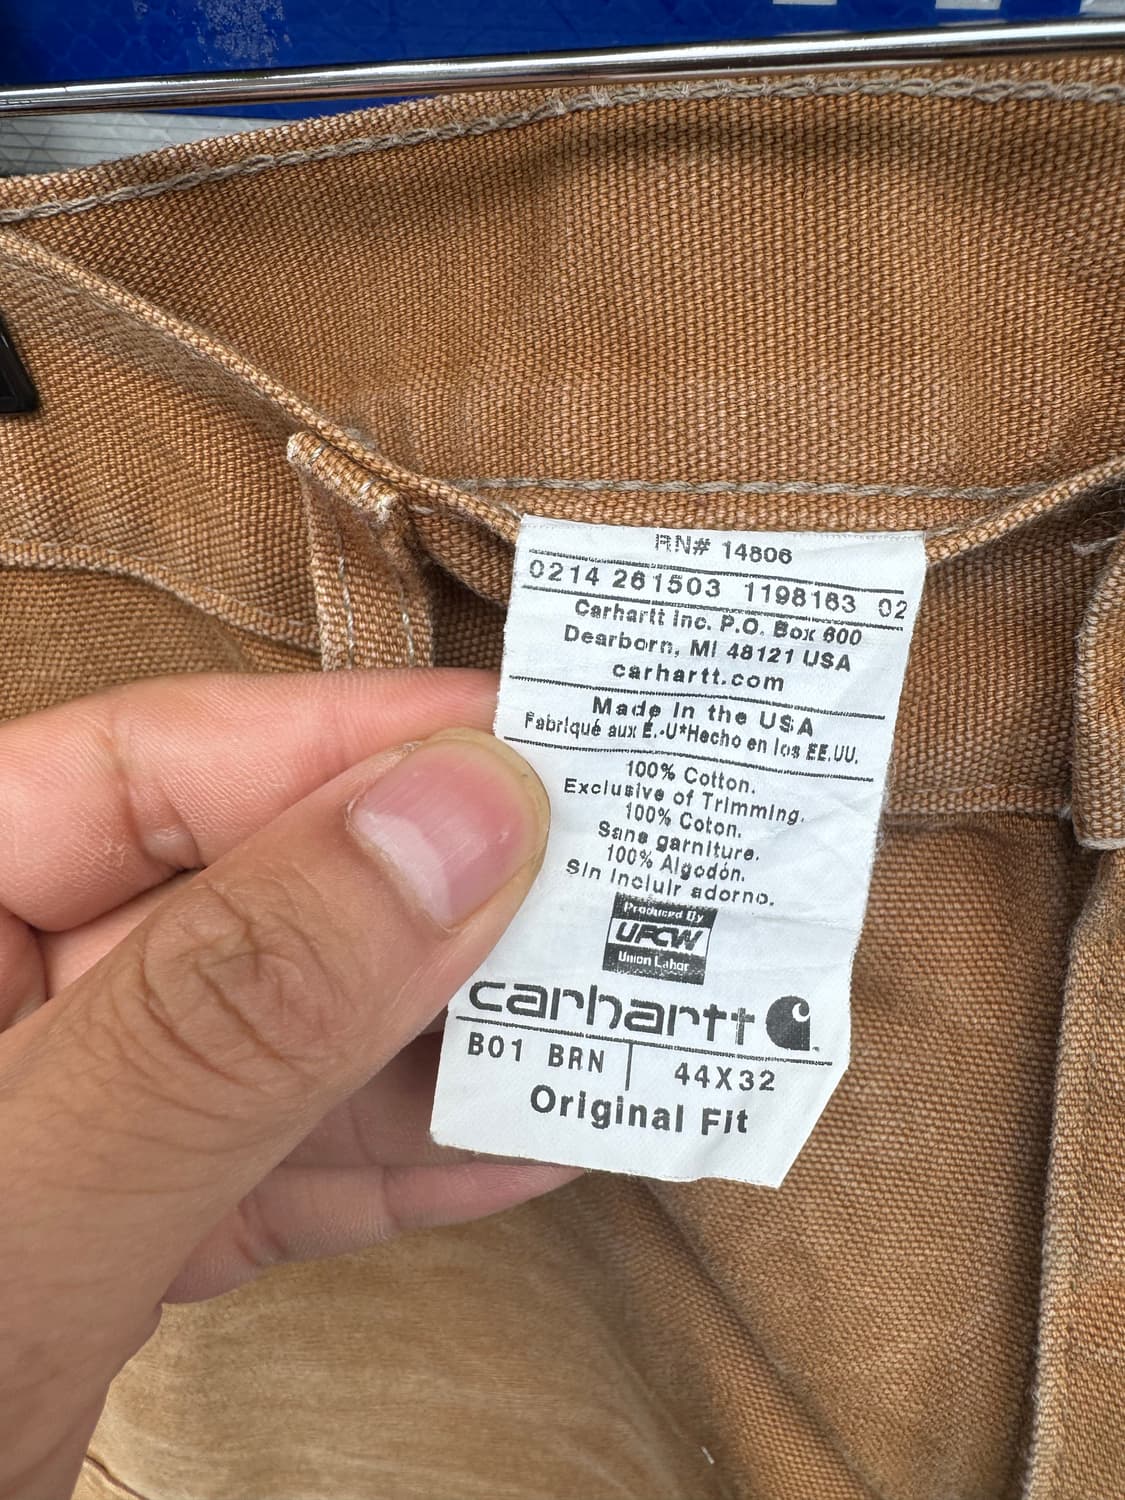 RN# 14806
0214 261503 1198163 02
Carhartt Inc. P.O. Box 600
Dearborn, MI 48121 USA
carhartt.com
Made in the USA
Fabriqué aux É.-U*Hecho en los EE.UU.
100% Cotton.
Exclusive of Trimming.
100% Coton.
Sans garniture.
100% Algodón.
Sin incluir adorno.
Produced By
UFCW
Union Labor
carhartt
B01 BRN 44X32
Original Fit